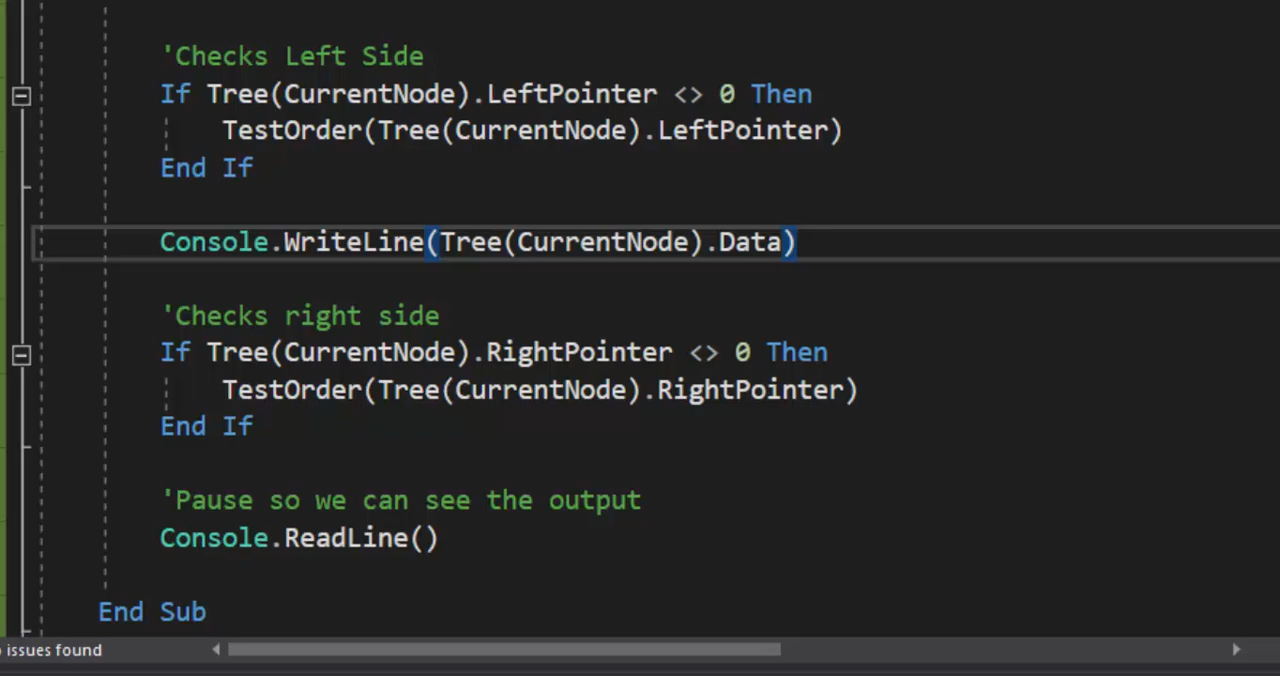 'Checks Left Side
If Tree(CurrentNode).LeftPointer <> 0 Then
TestOrder(Tree(CurrentNode).LeftPointer)
End If
Console.WriteLine(Tree(CurrentNode).Data)
'Checks right side
If Tree(CurrentNode).RightPointer <> 0 Then
TestOrder(Tree(CurrentNode).RightPointer)
End If
'Pause so we can see the output
Console.ReadLine()
End Sub
issues found